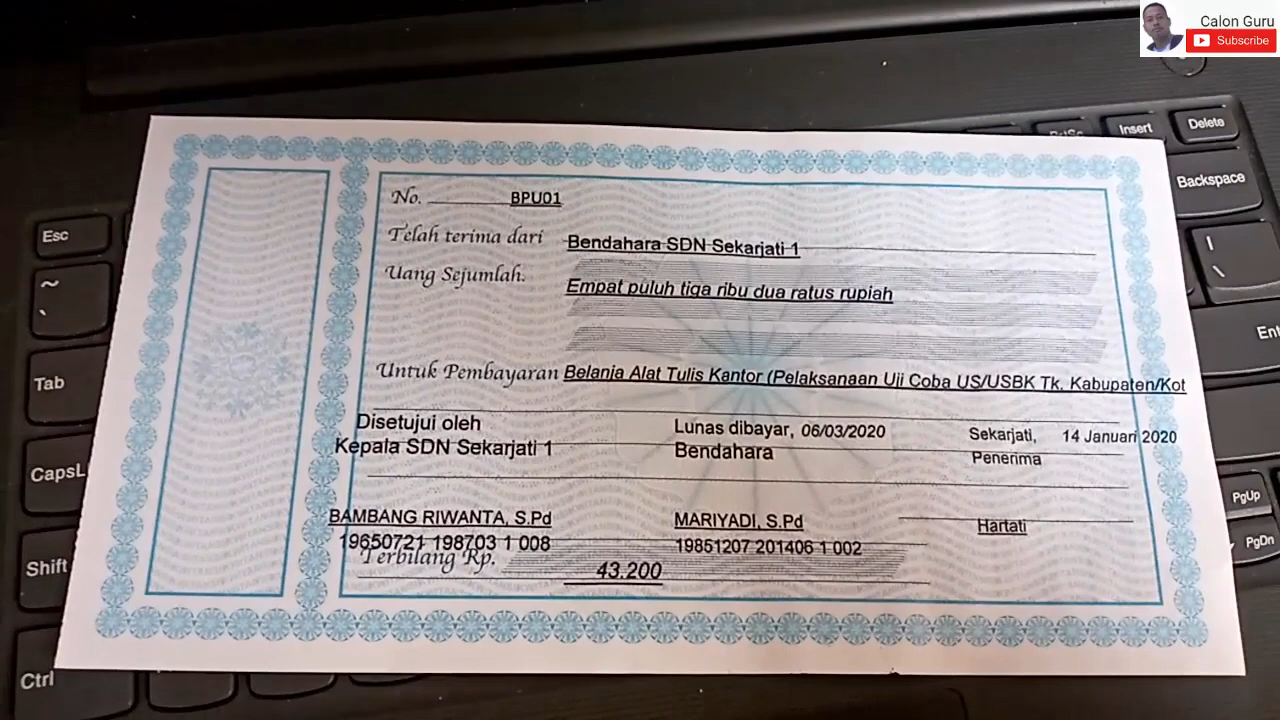 Calon Guru
Subscribe
PrtSc Insert Delete
Backspace
Esc
~
`
|
\
Tab
CapsL
Shift
Ctrl
Ent
PgUp
PgDn
No. BPU01
Telah terima dari Bendahara SDN Sekarjati 1
Uang Sejumlah. Empat puluh tiga ribu dua ratus rupiah
Untuk Pembayaran Belanja Alat Tulis Kantor (Pelaksanaan Uji Coba US/USBK Tk. Kabupaten/Kot
Disetujui oleh Lunas dibayar, 06/03/2020 Sekarjati, 14 Januari 2020
Kepala SDN Sekarjati 1 Bendahara Penerima
BAMBANG RIWANTA, S.Pd MARIYADI, S.Pd Hartati
19650721 198703 1 008 19851207 201406 1 002
Terbilang Rp. 43.200